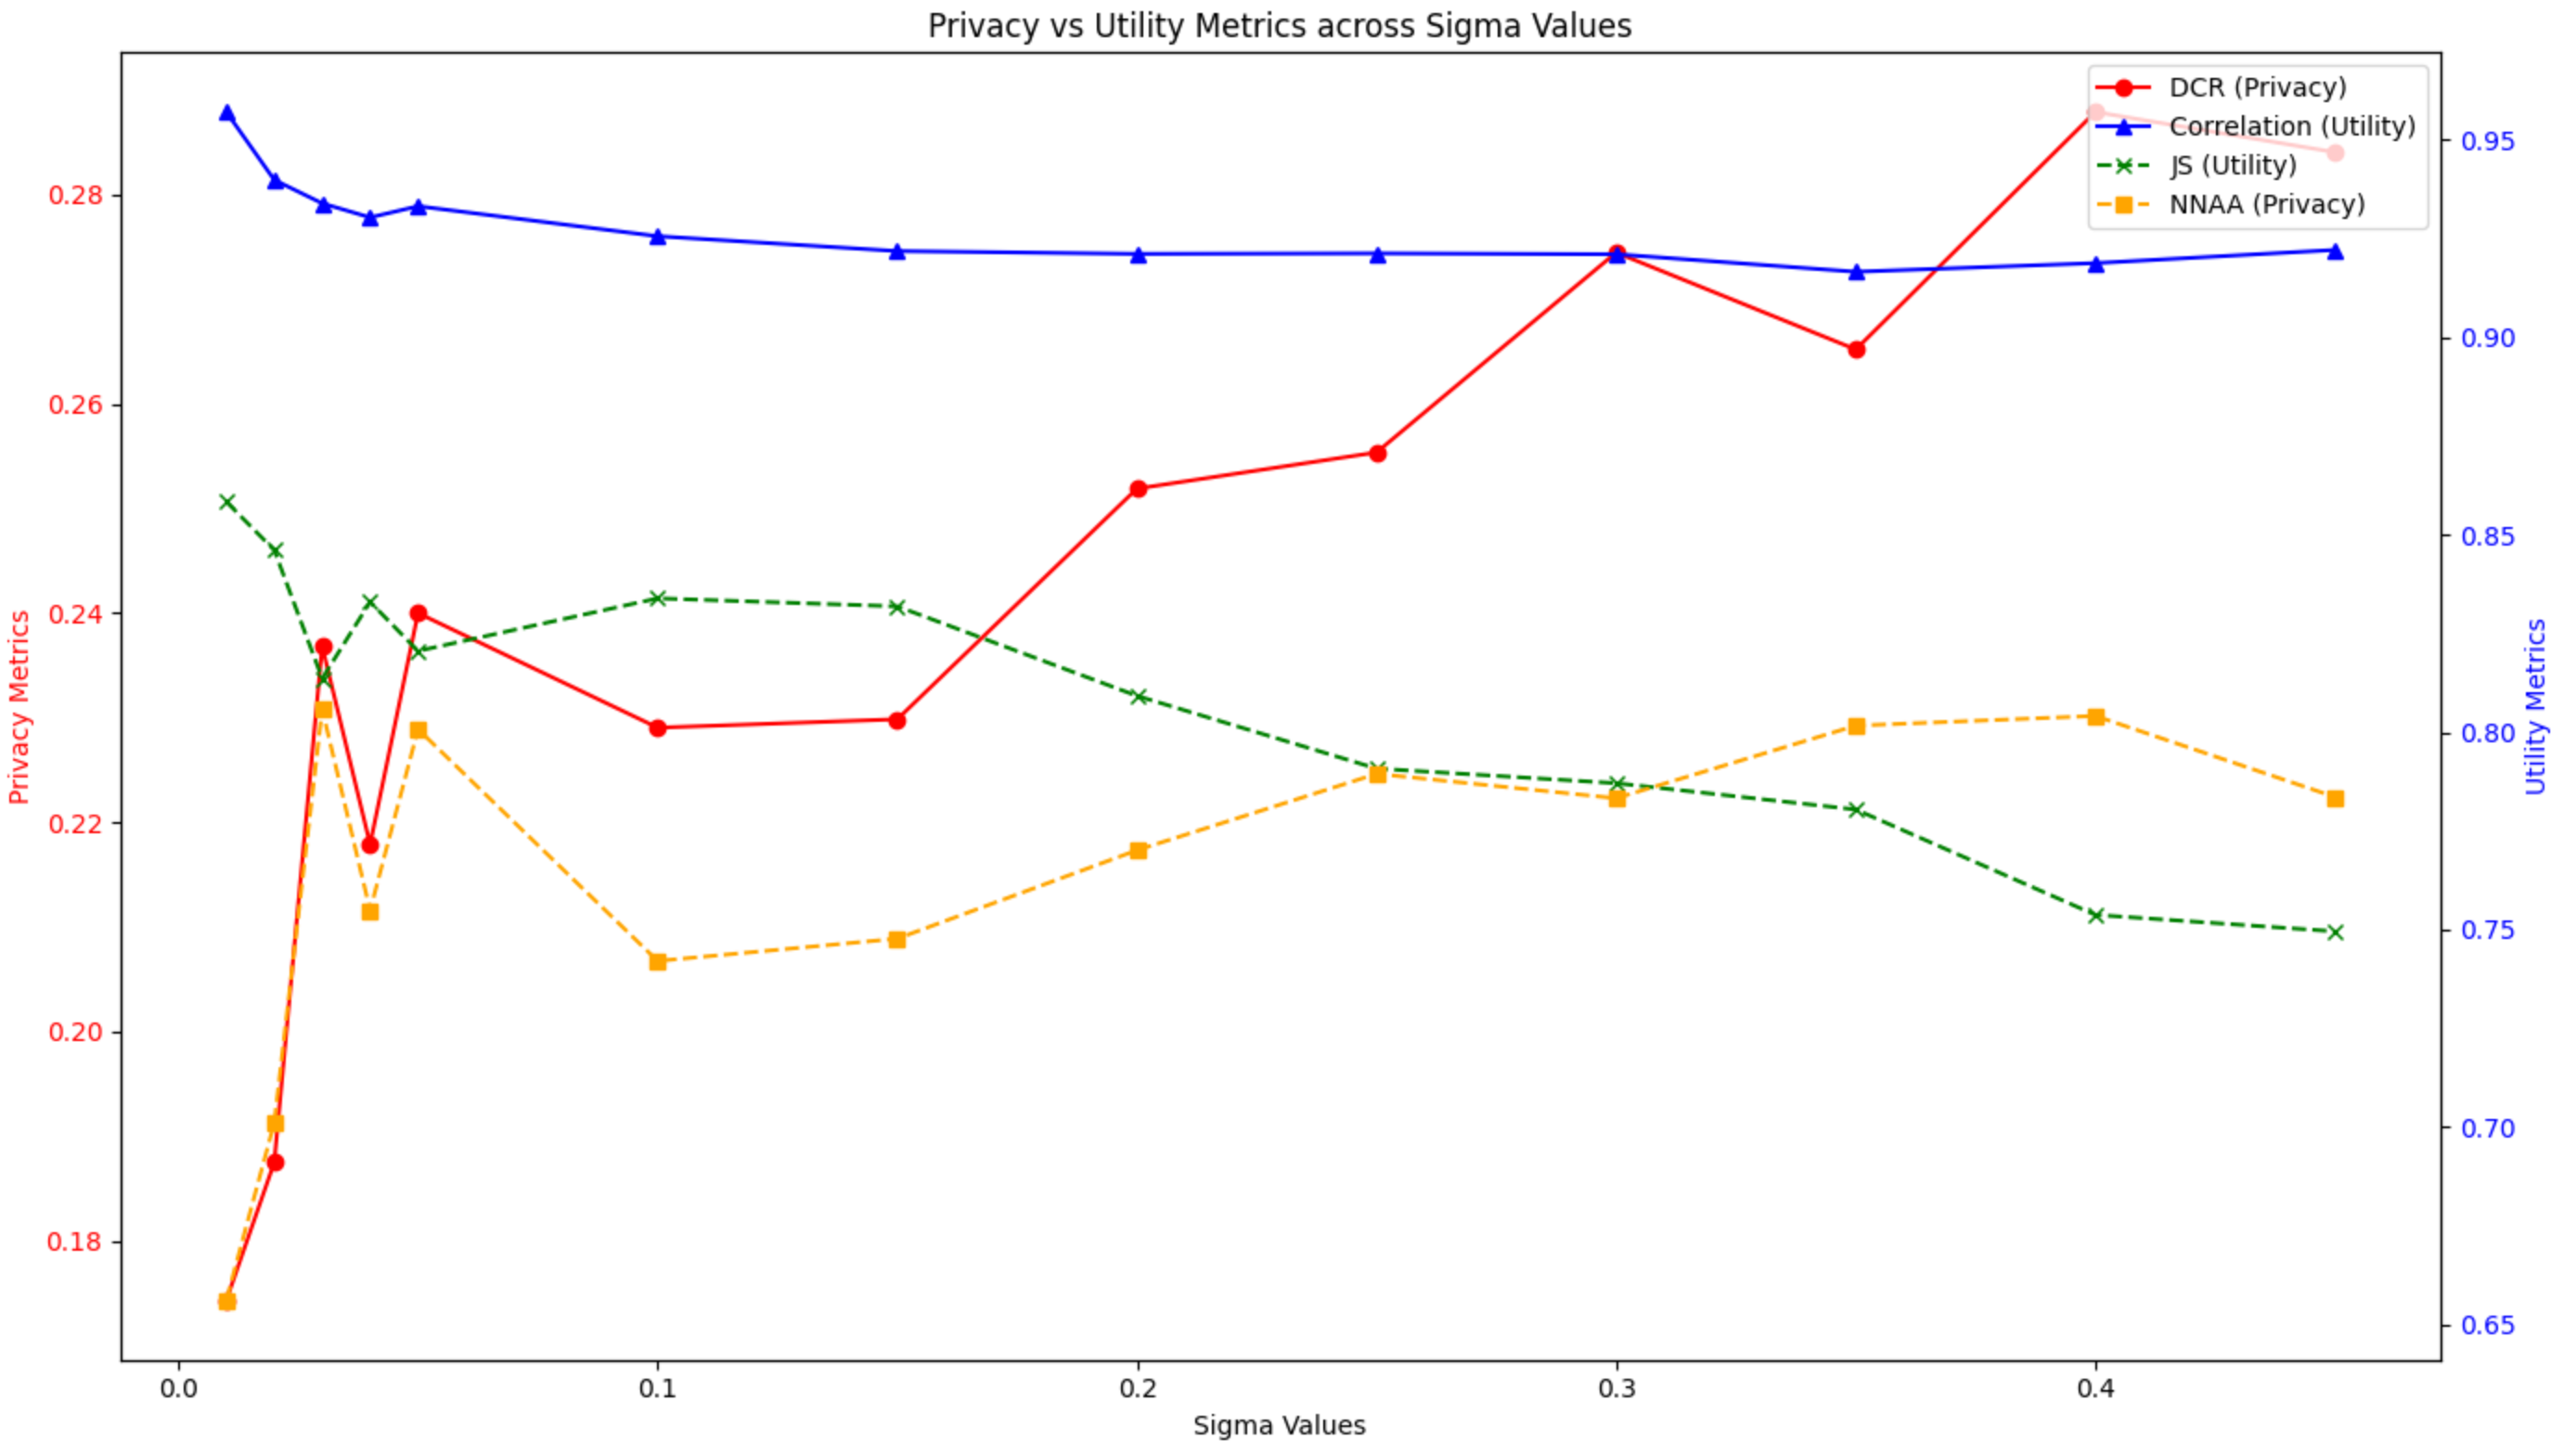 Privacy vs Utility Metrics across Sigma Values
DCR (Privacy)
Correlation (Utility)
JS (Utility)
NNAA (Privacy)
Privacy Metrics
0.28
0.26
0.24
0.22
0.20
0.18
0.95
0.90
0.85
0.80
0.75
0.70
0.65
Utility Metrics
0.0
0.1
0.2
0.3
0.4
Sigma Values